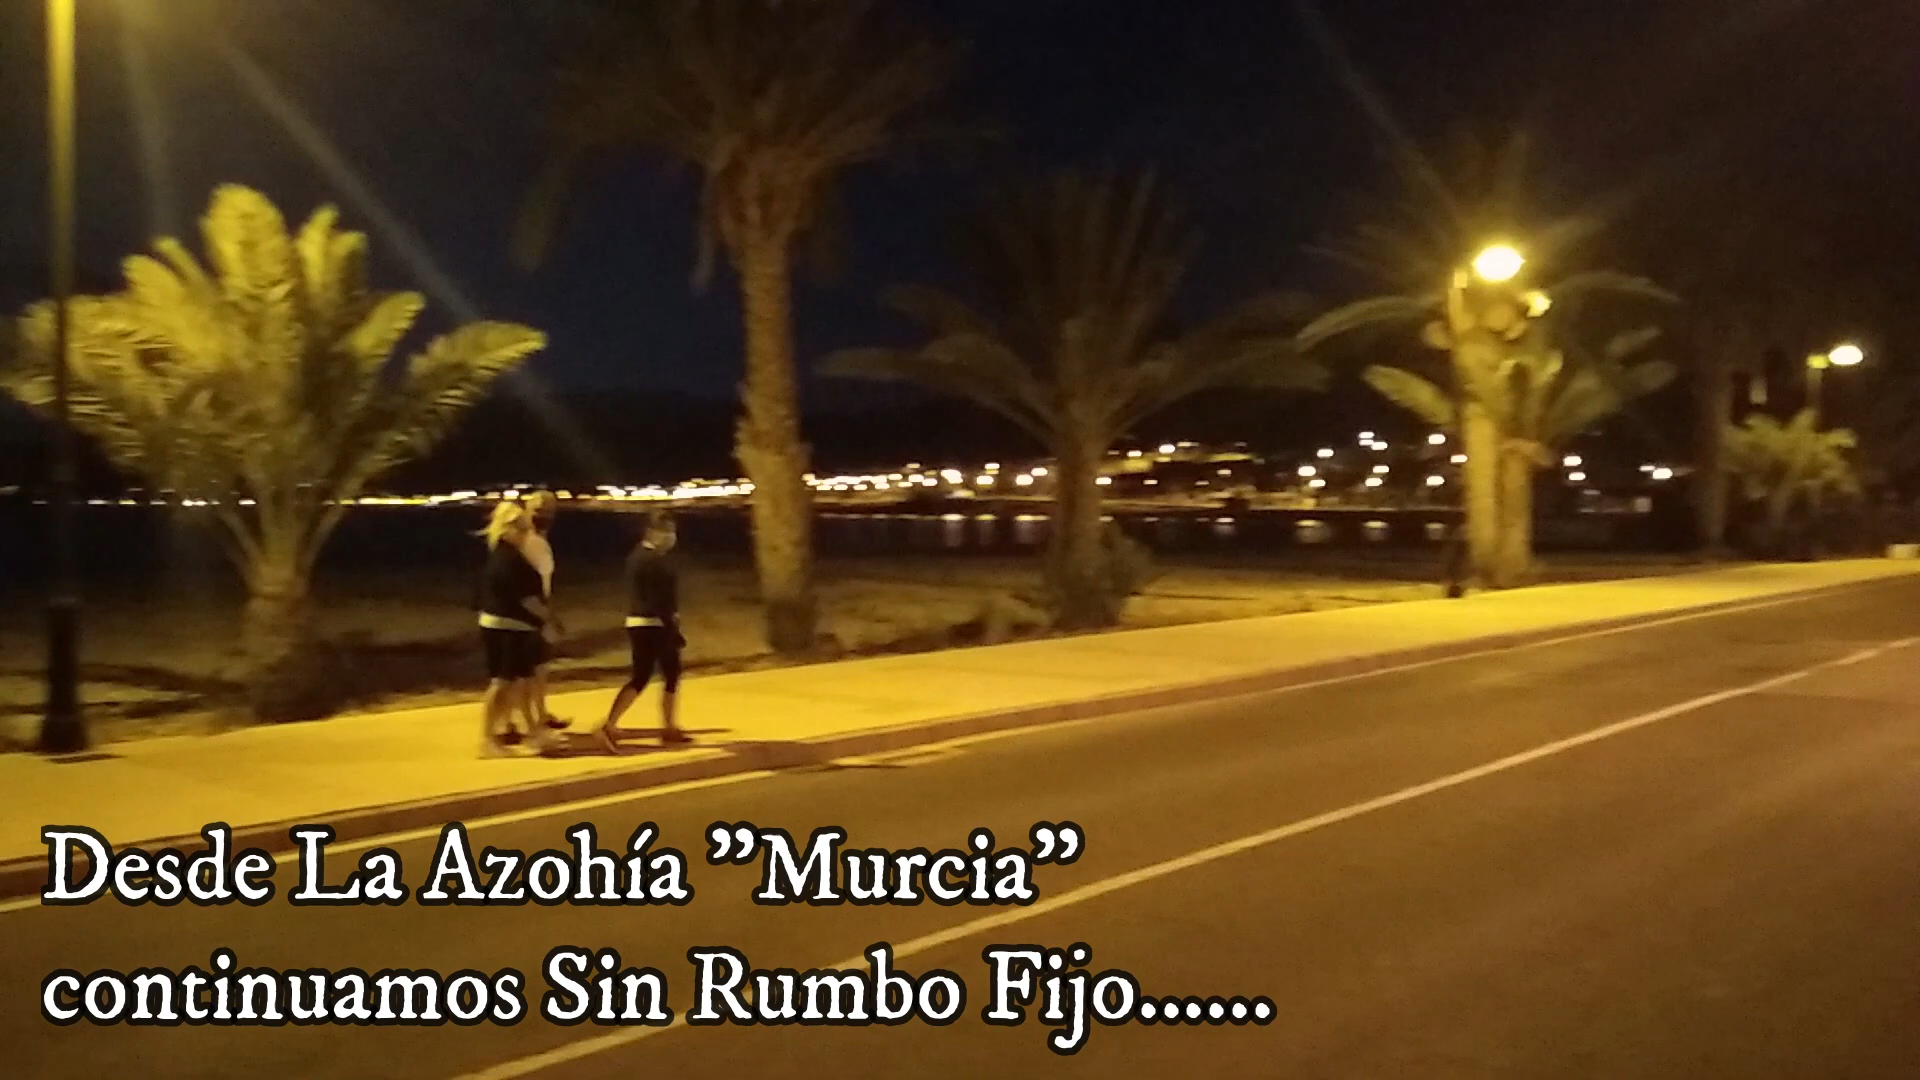 Desde La Azohía ”Murcia”
continuamos Sin Rumbo Fijo......